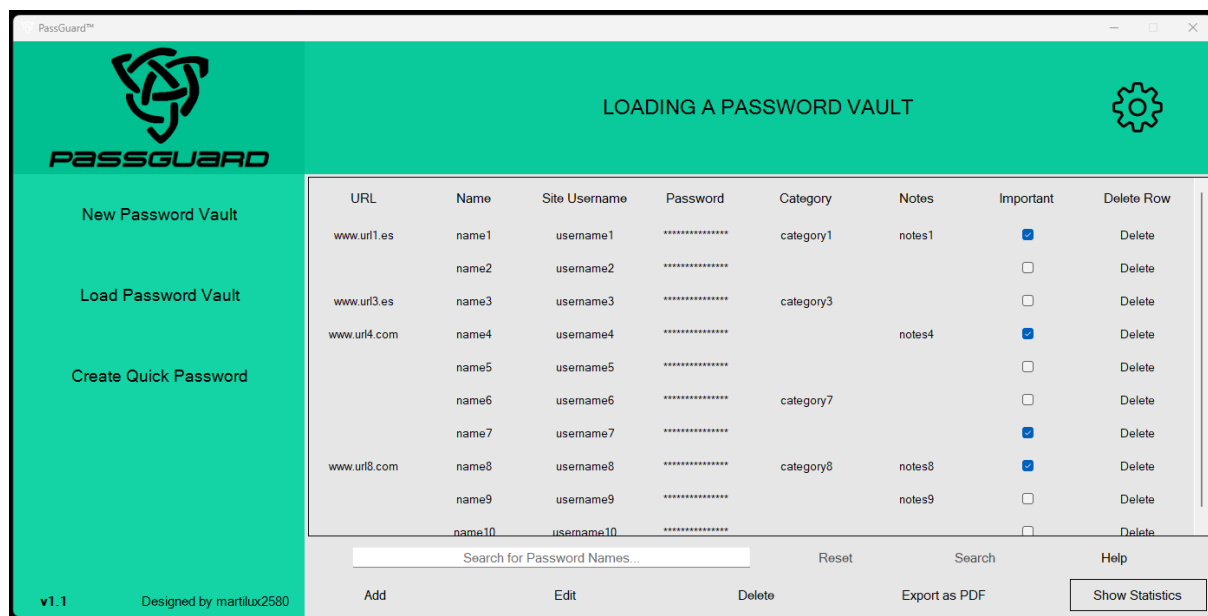 PassGuard™
PASSGUARD
LOADING A PASSWORD VAULT
New Password Vault
Load Password Vault
Create Quick Password
v1.1 Designed by martilux2580
URL Name Site Username Password Category Notes Important Delete Row
www.url1.es name1 username1 *************** category1 notes1 Delete
name2 username2 *************** Delete
www.url3.es name3 username3 *************** category3 Delete
www.url4.com name4 username4 *************** notes4 Delete
name5 username5 *************** Delete
name6 username6 *************** category7 Delete
name7 username7 *************** Delete
www.url8.com name8 username8 *************** category8 notes8 Delete
name9 username9 *************** notes9 Delete
name10 username10 *************** Delete
Search for Password Names... Reset Search Help
Add Edit Delete Export as PDF Show Statistics